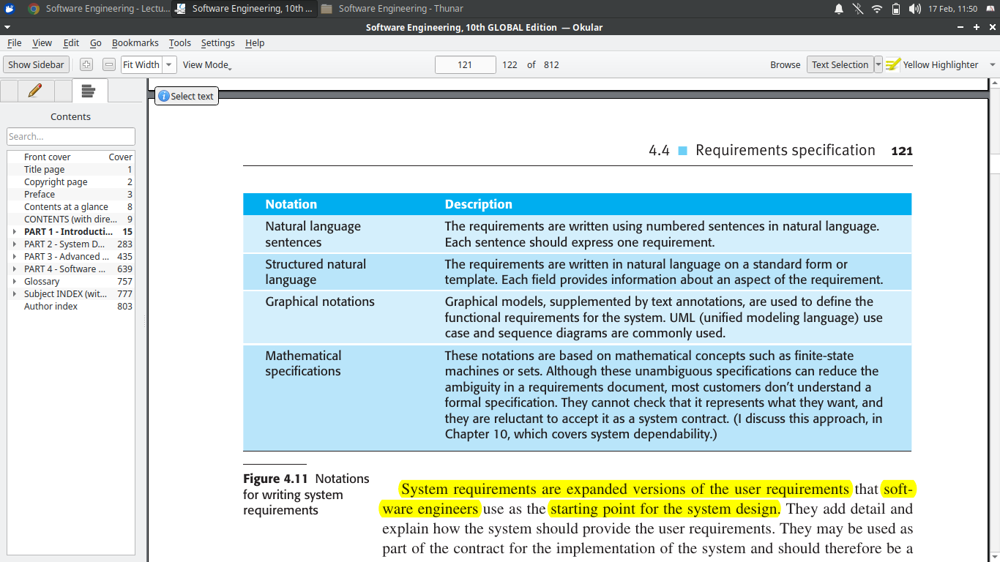 Software Engineering - Lectu...
Software Engineering, 10th ...
Software Engineering - Thunar
17 Feb, 11:50
Software Engineering, 10th GLOBAL Edition — Okular
File View Edit Go Bookmarks Tools Settings Help
Show Sidebar
Fit Width
View Mode
121
122 of 812
Browse
Text Selection
Yellow Highlighter
Select text
Contents
Search...
Front cover Cover
Title page 1
Copyright page 2
Preface 3
Contents at a glance 8
CONTENTS (with dire... 9
PART 1 - Introducti... 15
PART 2 - System D... 283
PART 3 - Advanced ... 435
PART 4 - Software ... 639
Glossary 757
Subject INDEX (wit... 777
Author index 803
4.4 ■ Requirements specification 121
Notation Description
Natural language
sentences
The requirements are written using numbered sentences in natural language.
Each sentence should express one requirement.
Structured natural
language
The requirements are written in natural language on a standard form or
template. Each field provides information about an aspect of the requirement.
Graphical notations
Graphical models, supplemented by text annotations, are used to define the
functional requirements for the system. UML (unified modeling language) use
case and sequence diagrams are commonly used.
Mathematical
specifications
These notations are based on mathematical concepts such as finite-state
machines or sets. Although these unambiguous specifications can reduce the
ambiguity in a requirements document, most customers don't understand a
formal specification. They cannot check that it represents what they want, and
they are reluctant to accept it as a system contract. (I discuss this approach, in
Chapter 10, which covers system dependability.)
Figure 4.11 Notations
for writing system
requirements
System requirements are expanded versions of the user requirements that soft-
ware engineers use as the starting point for the system design. They add detail and
explain how the system should provide the user requirements. They may be used as
part of the contract for the implementation of the system and should therefore be a